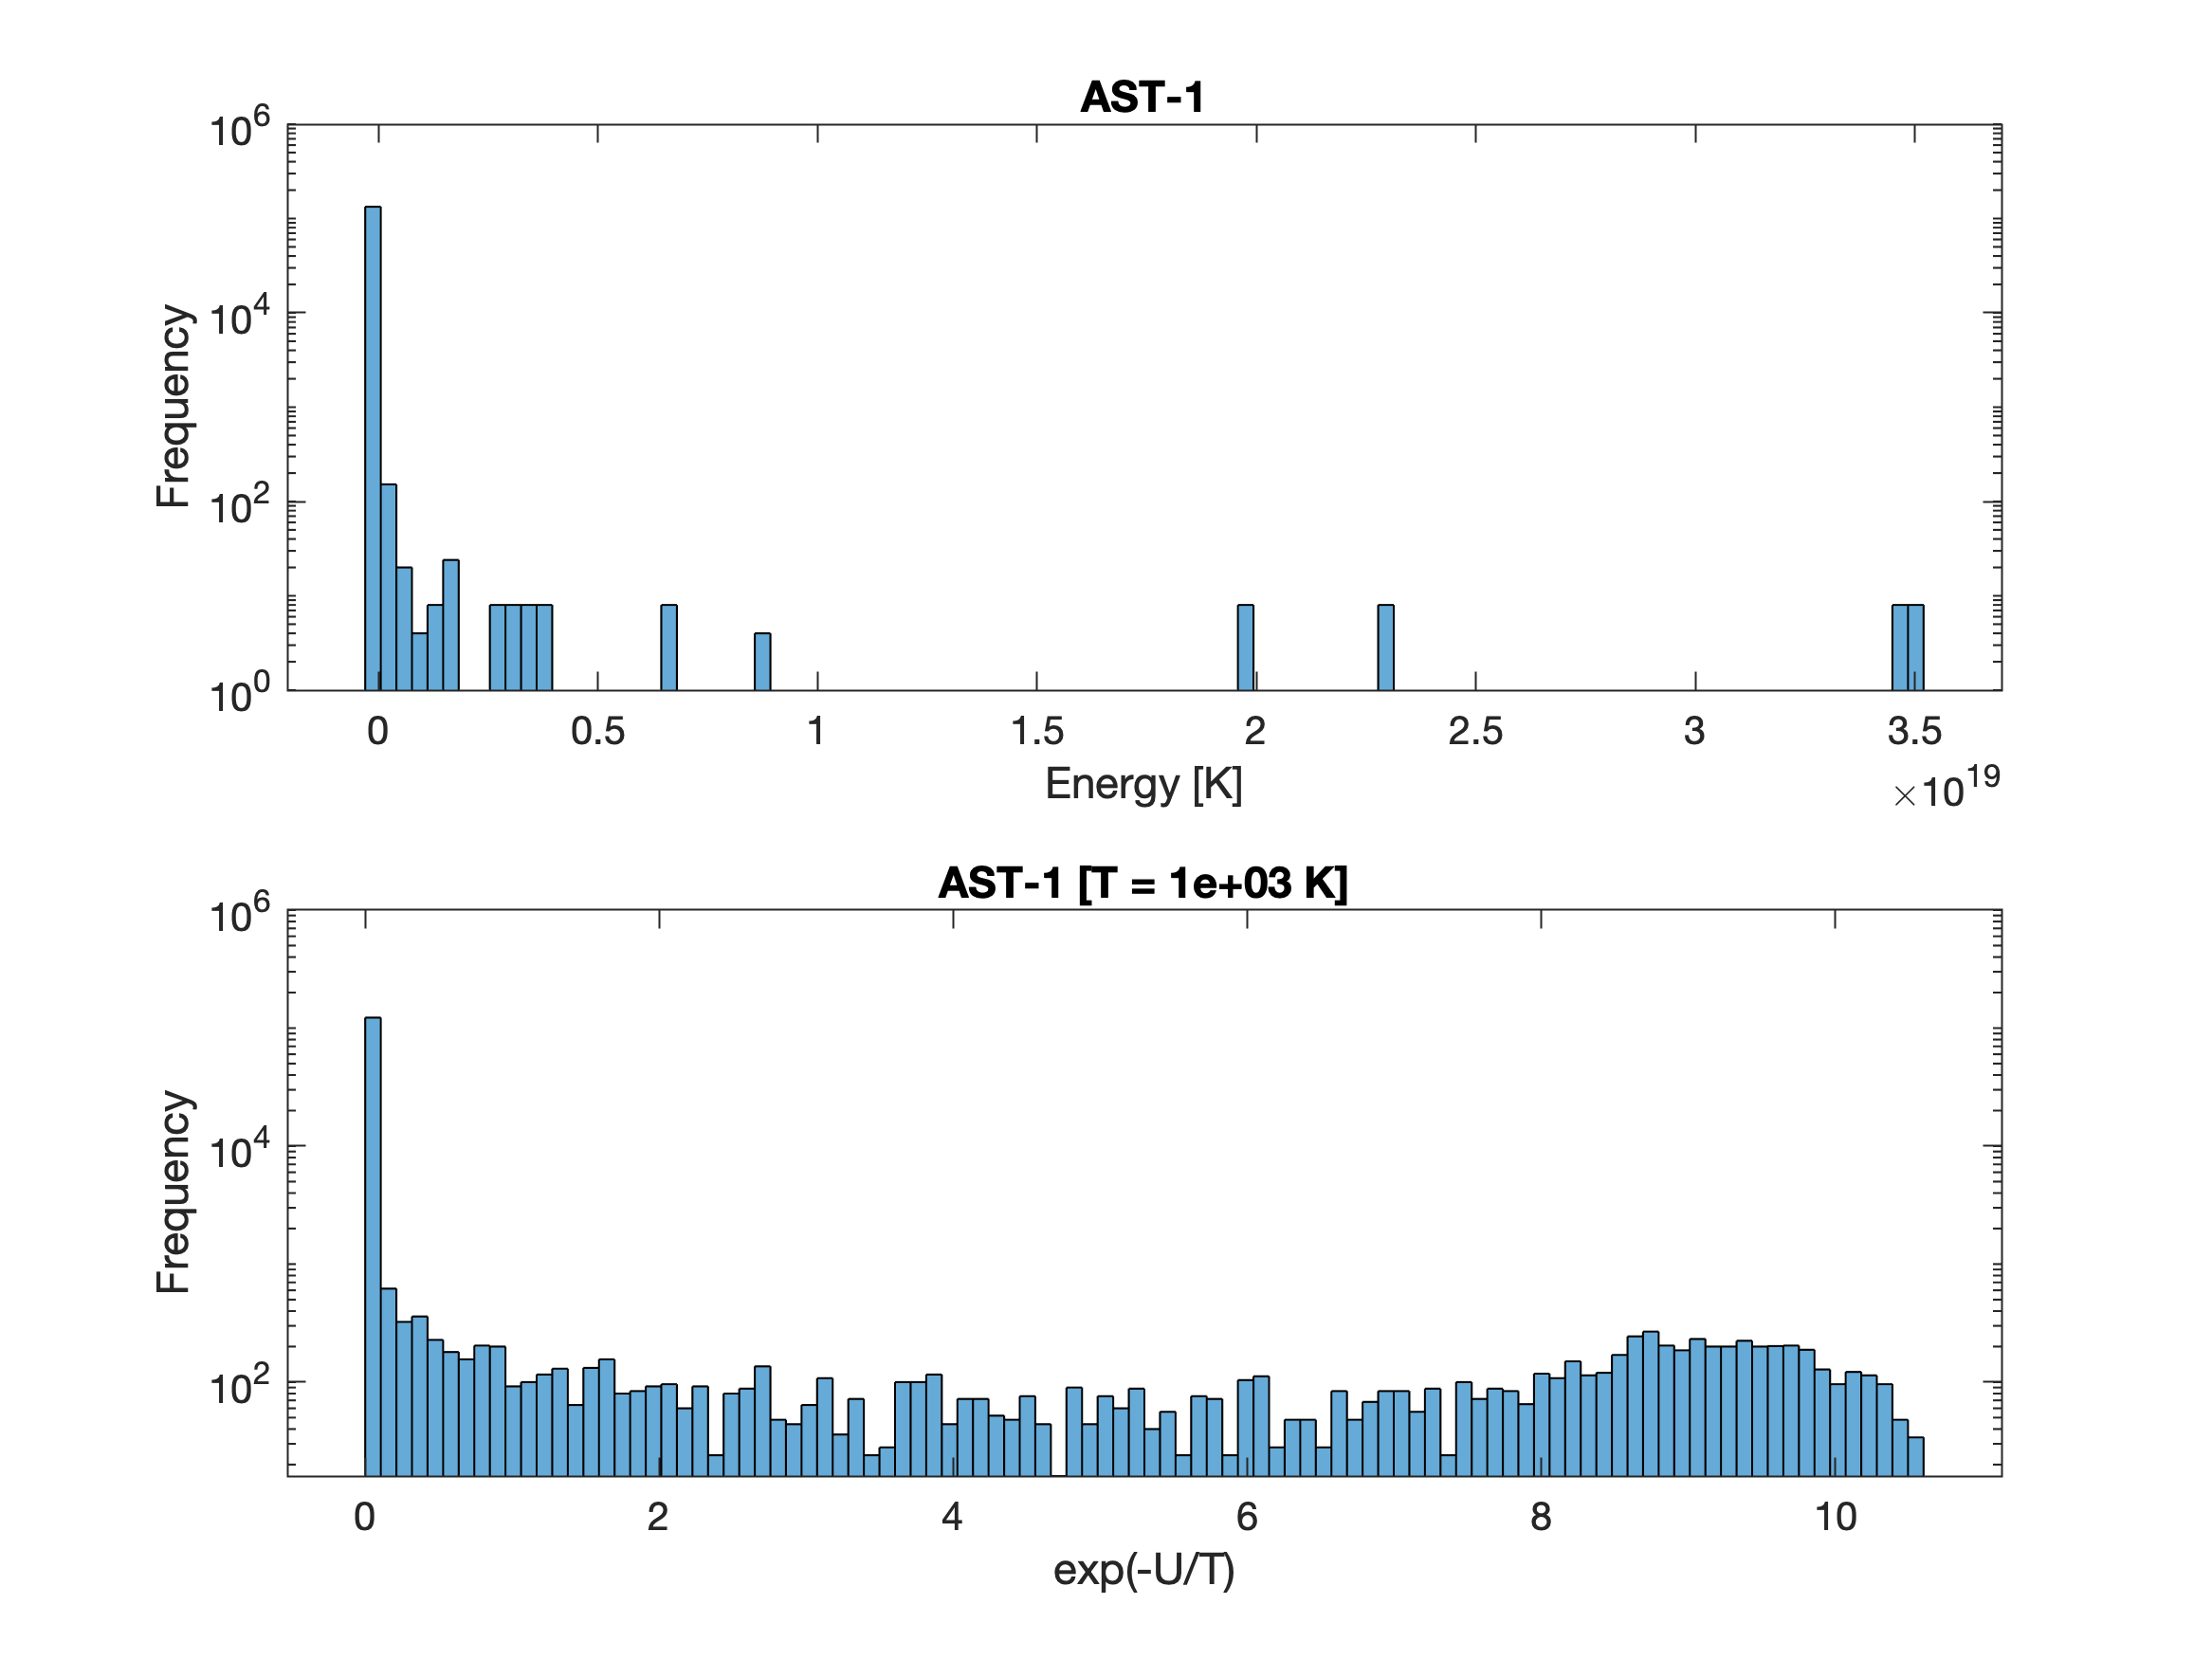 AST-1
10^6
10^4
10^2
10^0
Frequency
0 0.5 1 1.5 2 2.5 3 3.5
Energy [K]
×10^19
AST-1 [T = 1e+03 K]
10^6
10^4
10^2
Frequency
0 2 4 6 8 10
exp(-U/T)